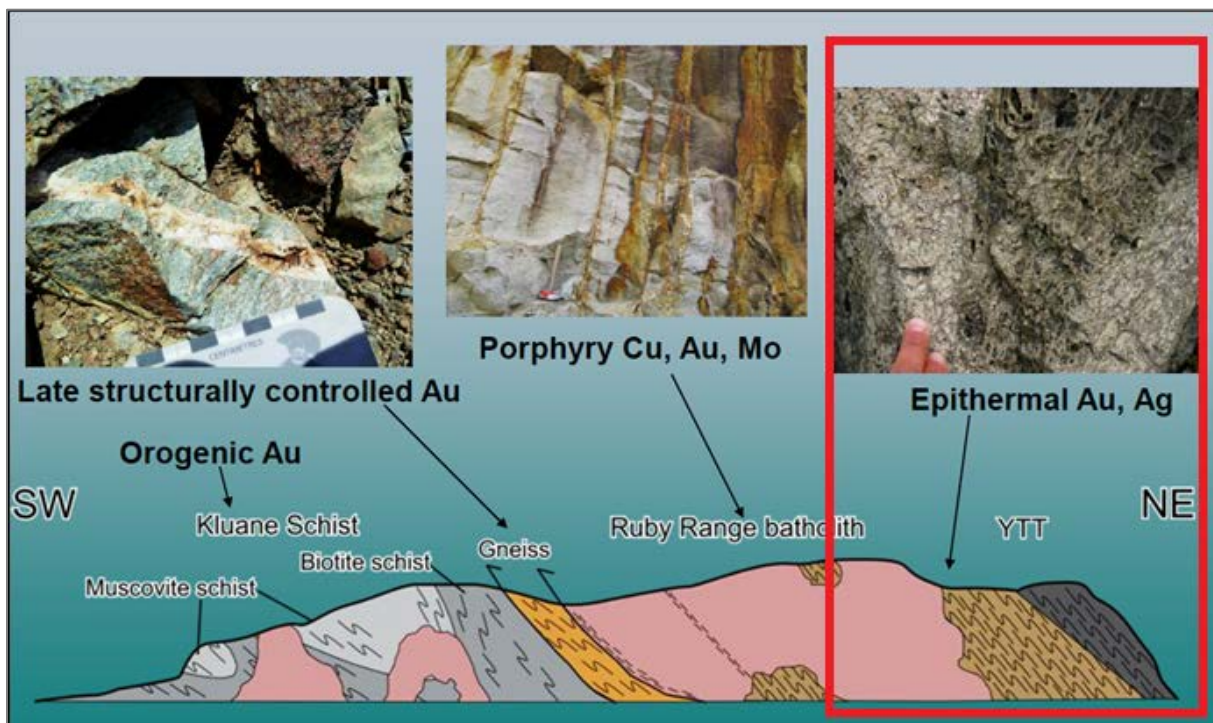 CENTIMETRES
Late structurally controlled Au
Porphyry Cu, Au, Mo
Epithermal Au, Ag
Orogenic Au
SW
NE
Kluane Schist
Biotite schist
Gneiss
Ruby Range batholith
YTT
Muscovite schist